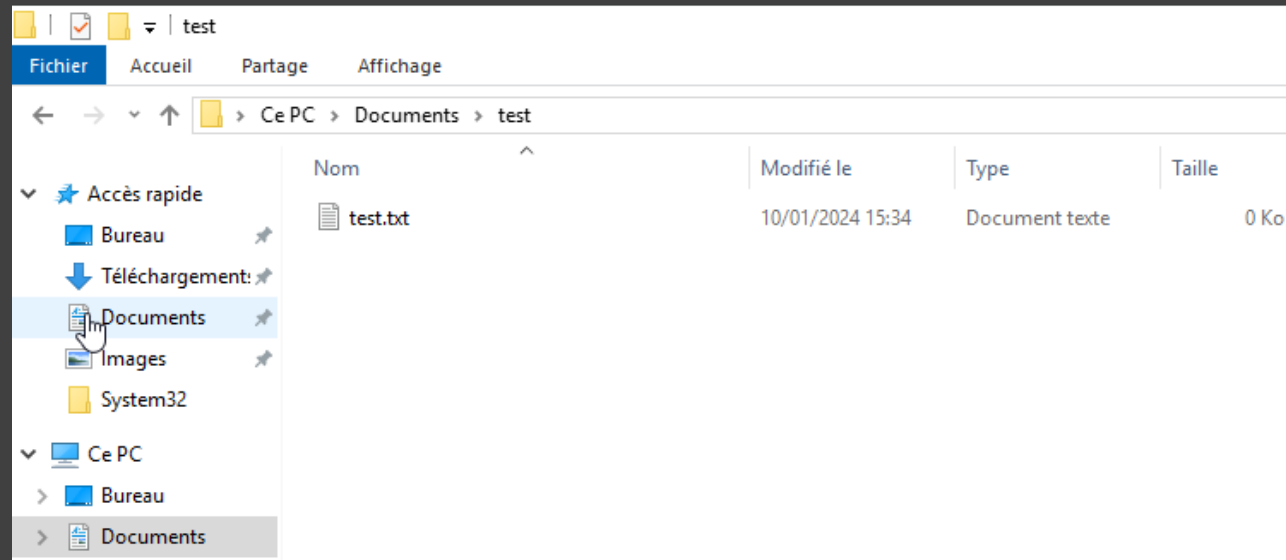 test
Fichier Accueil Partage Affichage
Ce PC > Documents > test
Nom Modifié le Type Taille
Accès rapide
test.txt 10/01/2024 15:34 Document texte 0 Ko
Bureau
Téléchargements
Documents
Images
System32
Ce PC
Bureau
Documents